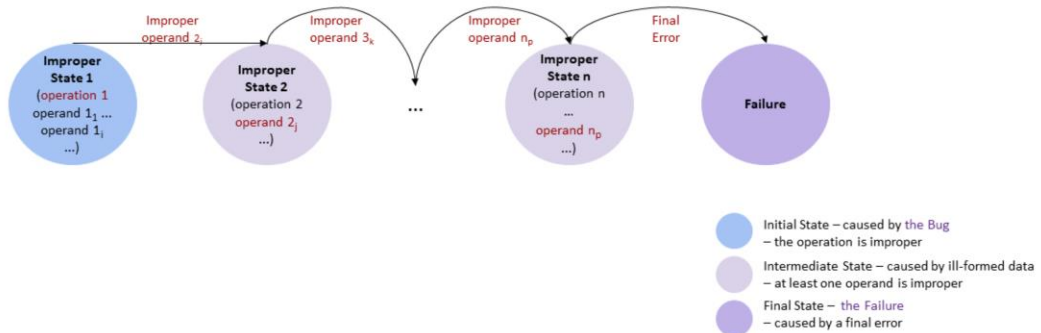 Improper
operand 2ᵢ
Improper
operand 3ₖ
Improper
operand nₚ
Final
Error
Improper
State 1
(operation 1
operand 1₁ ...
operand 1ᵢ
...)
Improper
State 2
(operation 2
operand 2ⱼ
...)
...
Improper
State n
(operation n
...
operand nₚ
...)
Failure
Initial State – caused by the Bug
– the operation is improper
Intermediate State – caused by ill-formed data
– at least one operand is improper
Final State – the Failure
– caused by a final error